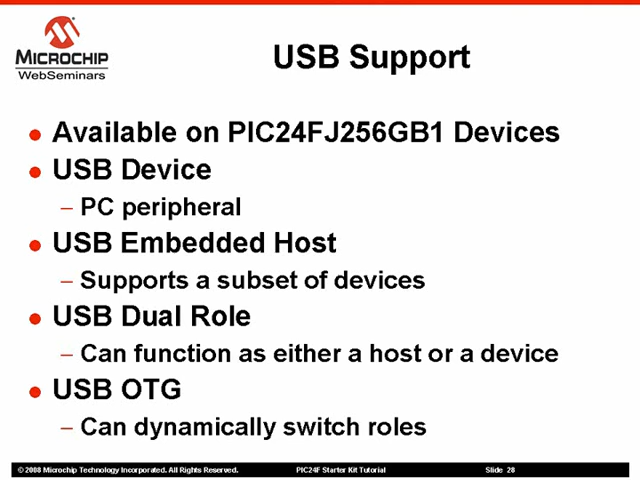 MICROCHIP
WebSeminars
USB Support
● Available on PIC24FJ256GB1 Devices
● USB Device
– PC peripheral
● USB Embedded Host
– Supports a subset of devices
● USB Dual Role
– Can function as either a host or a device
● USB OTG
– Can dynamically switch roles
© 2008 Microchip Technology Incorporated. All Rights Reserved. PIC24F Starter Kit Tutorial Slide 28